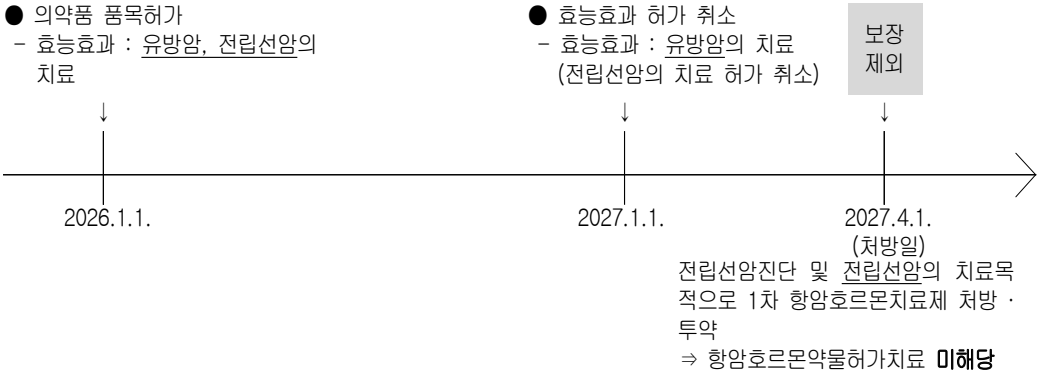 ● 의약품 품목허가
- 효능효과 : 유방암, 전립선암의
치료
↓
2026.1.1.
● 효능효과 허가 취소
- 효능효과 : 유방암의 치료
(전립선암의 치료 허가 취소)
↓
2027.1.1.
보장
제외
↓
2027.4.1.
(처방일)
전립선암진단 및 전립선암의 치료목
적으로 1차 항암호르몬치료제 처방 ·
투약
⇒ 항암호르몬약물허가치료 미해당